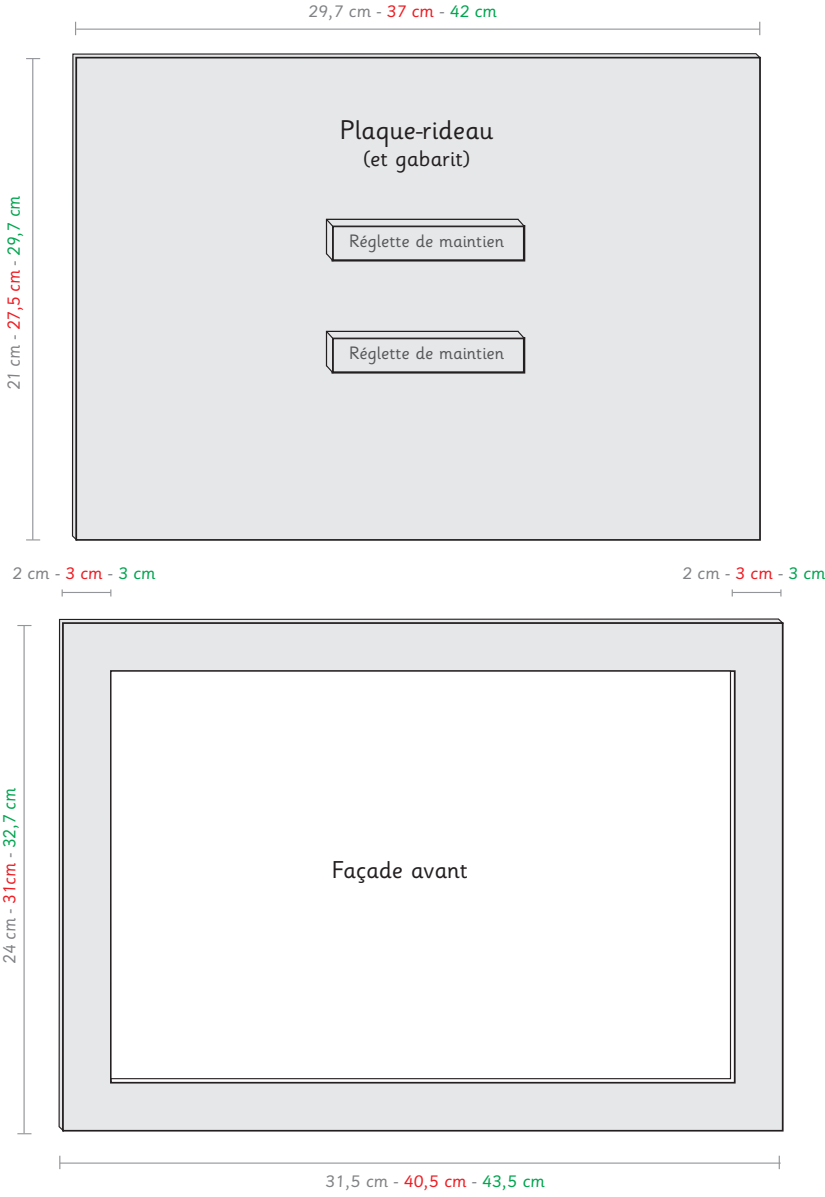 29,7 cm - 37 cm - 42 cm
Plaque-rideau
(et gabarit)
21 cm - 27,5 cm - 29,7 cm
Réglette de maintien
Réglette de maintien
2 cm - 3 cm - 3 cm
2 cm - 3 cm - 3 cm
24 cm - 31cm - 32,7 cm
Façade avant
31,5 cm - 40,5 cm - 43,5 cm